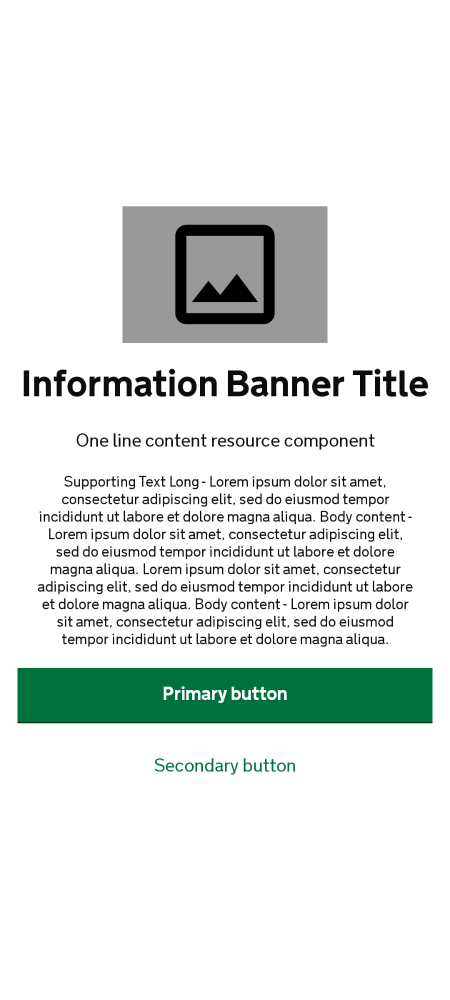 Information Banner Title
One line content resource component
Supporting Text Long - Lorem ipsum dolor sit amet,
consectetur adipiscing elit, sed do eiusmod tempor
incididunt ut labore et dolore magna aliqua. Body content -
Lorem ipsum dolor sit amet, consectetur adipiscing elit,
sed do eiusmod tempor incididunt ut labore et dolore
magna aliqua. Lorem ipsum dolor sit amet, consectetur
adipiscing elit, sed do eiusmod tempor incididunt ut labore
et dolore magna aliqua. Body content - Lorem ipsum dolor
sit amet, consectetur adipiscing elit, sed do eiusmod
tempor incididunt ut labore et dolore magna aliqua.
Primary button
Secondary button